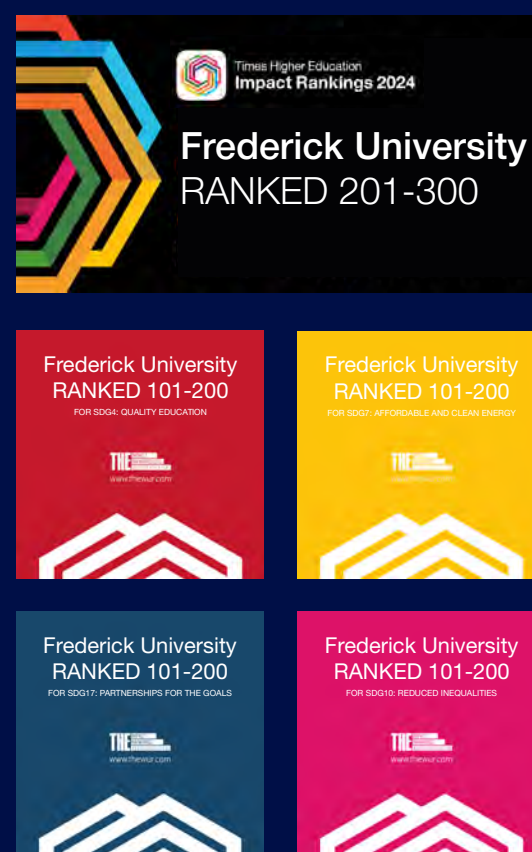 Times Higher Education
Impact Rankings 2024
Frederick University
RANKED 201-300
Frederick University
RANKED 101-200
FOR SDG4: QUALITY EDUCATION
THE
www.thewur.com
Frederick University
RANKED 101-200
FOR SDG7: AFFORDABLE AND CLEAN ENERGY
THE
Frederick University
RANKED 101-200
FOR SDG17: PARTNERSHIPS FOR THE GOALS
THE
www.thewur.com
Frederick University
RANKED 101-200
FOR SDG10: REDUCED INEQUALITIES
THE
www.thewur.com